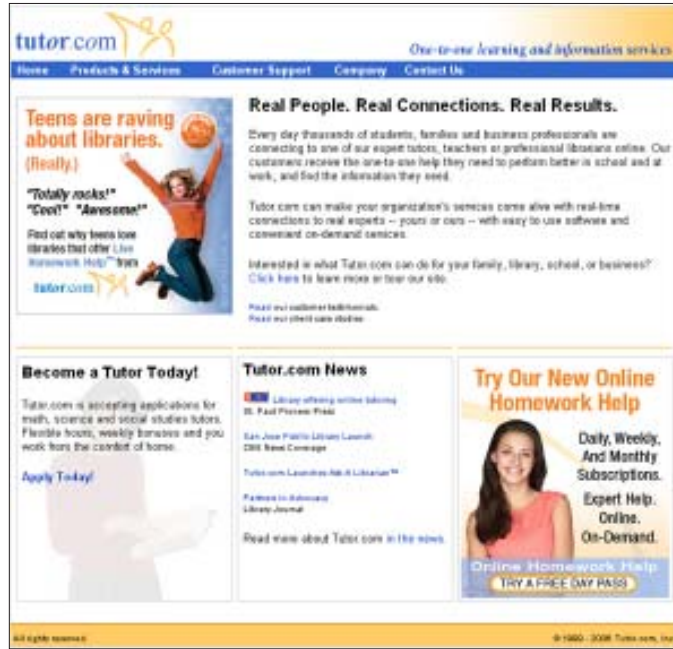 tutor.com
One-to-one learning and information services
Home Products & Services Customer Support Company Contact Us
Teens are raving
about libraries.
(Really.)
"Totally rocks!"
"Cool!" "Awesome!"
Find out why teens love
libraries that offer Live
Homework Help™ from
tutor.com
Real People. Real Connections. Real Results.
Every day thousands of students, families and business professionals are
connecting to one of our expert tutors, teachers or professional librarians online. Our
customers receive the one-to-one help they need to perform better in school and at
work, and find the information they need.
Tutor.com can make your organization's services come alive with real-time
connections to real experts -- yours or ours -- with easy to use software and
convenient on-demand services.
Interested in what Tutor.com can do for your family, library, school, or business?
Click here to learn more or tour our site.
Read our customer testimonials.
Read our client case studies
Become a Tutor Today!
Tutor.com is accepting applications for
math, science and social studies tutors.
Flexible hours, weekly bonuses and you
work from the comfort of home.
Apply Today!
Tutor.com News
Library offering online tutoring
St. Paul Pioneer Press
San Jose Public Library Launch
CBS News Coverage
Tutor.com Launches Ask A Librarian™
Partners in Advocacy
Library Journal
Read more about Tutor.com in the news.
Try Our New Online
Homework Help
Daily, Weekly,
And Monthly
Subscriptions.
Expert Help.
Online.
On-Demand.
Online Homework Help
TRY A FREE DAY PASS
All rights reserved
Tutor.com, Inc